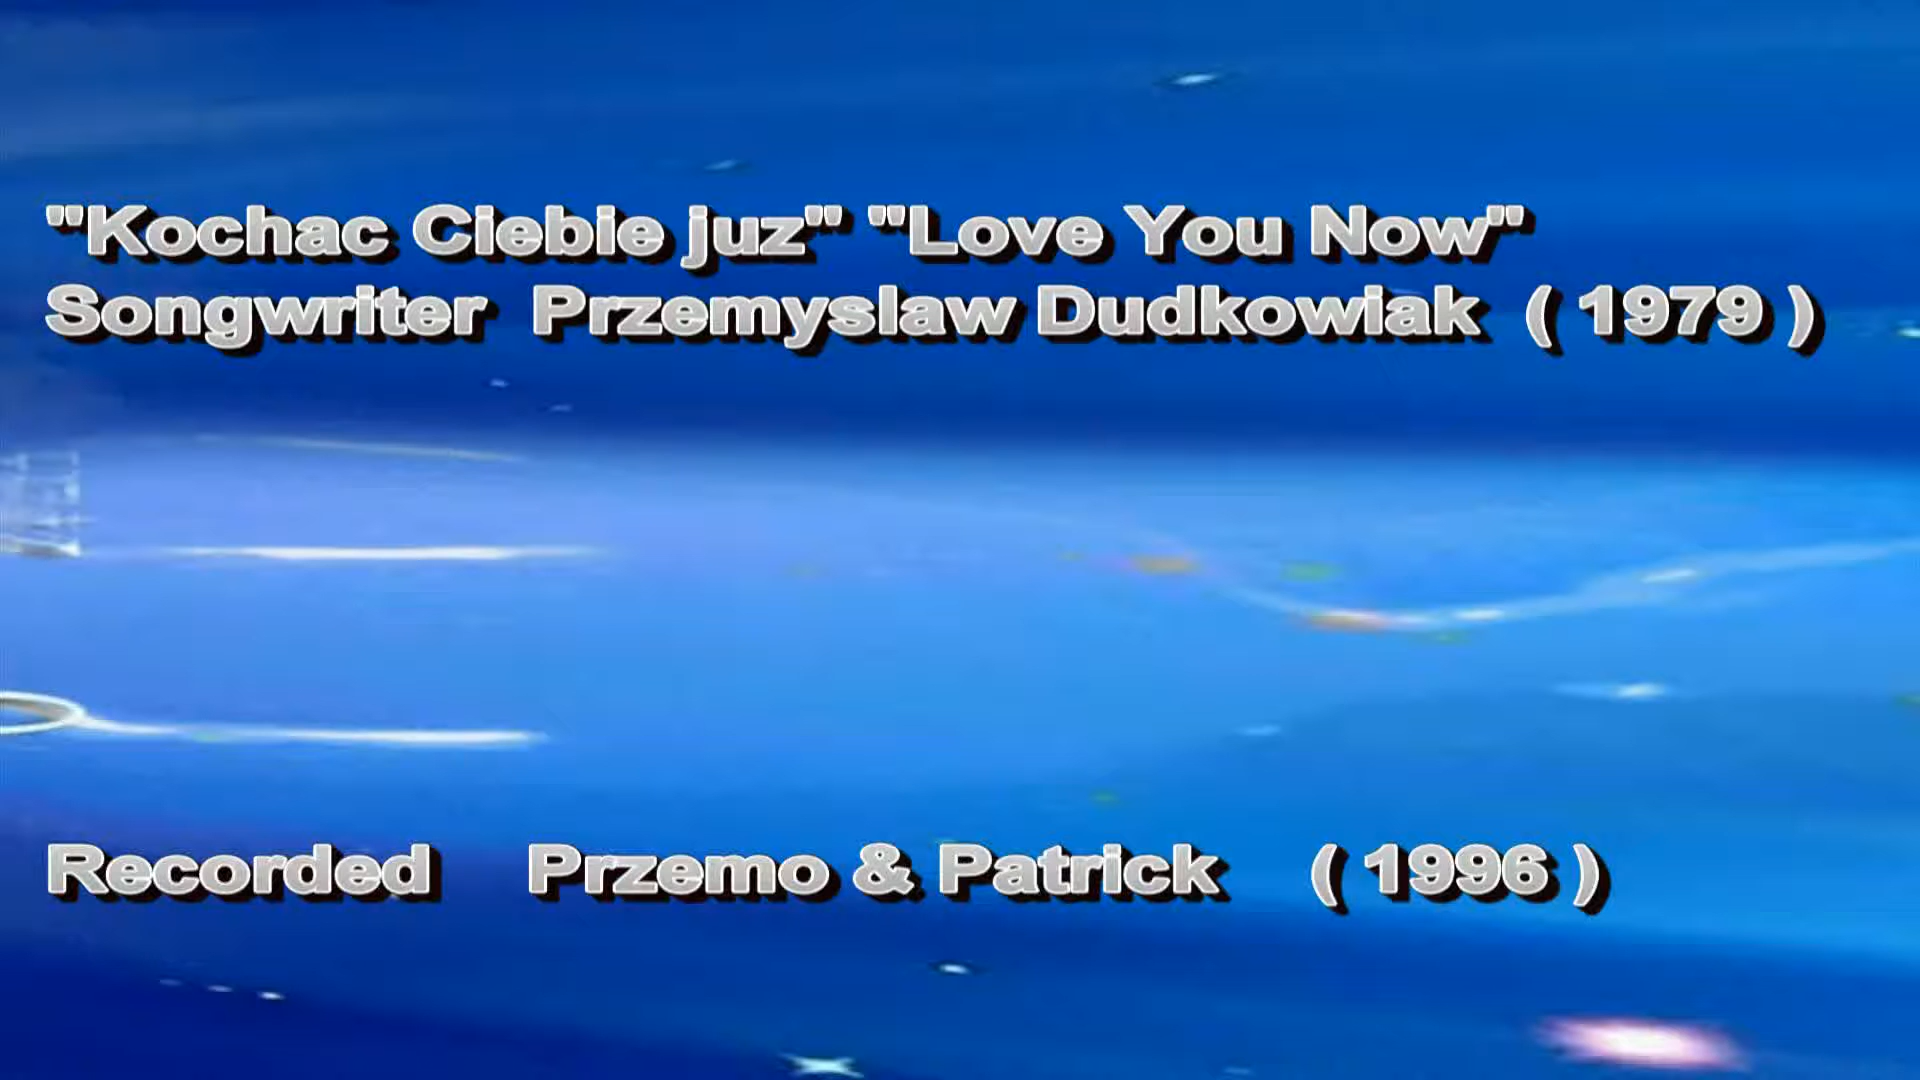 "Kochac Ciebie juz" "Love You Now"
Songwriter Przemyslaw Dudkowiak ( 1979 )
Recorded Przemo & Patrick ( 1996 )